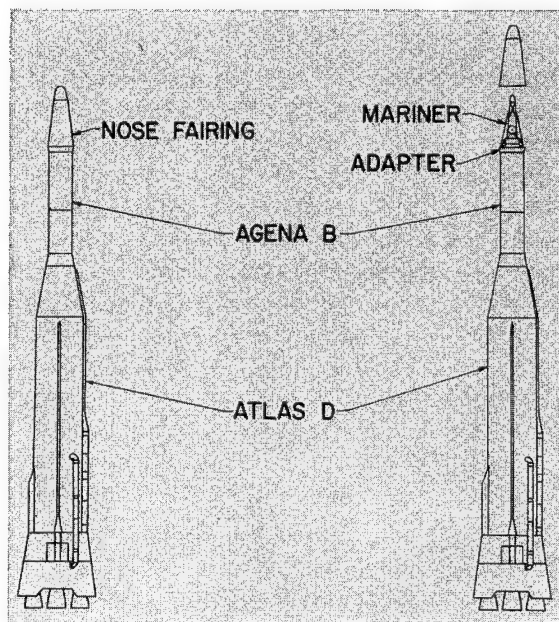 NOSE FAIRING
MARINER
ADAPTER
AGENA B
ATLAS D